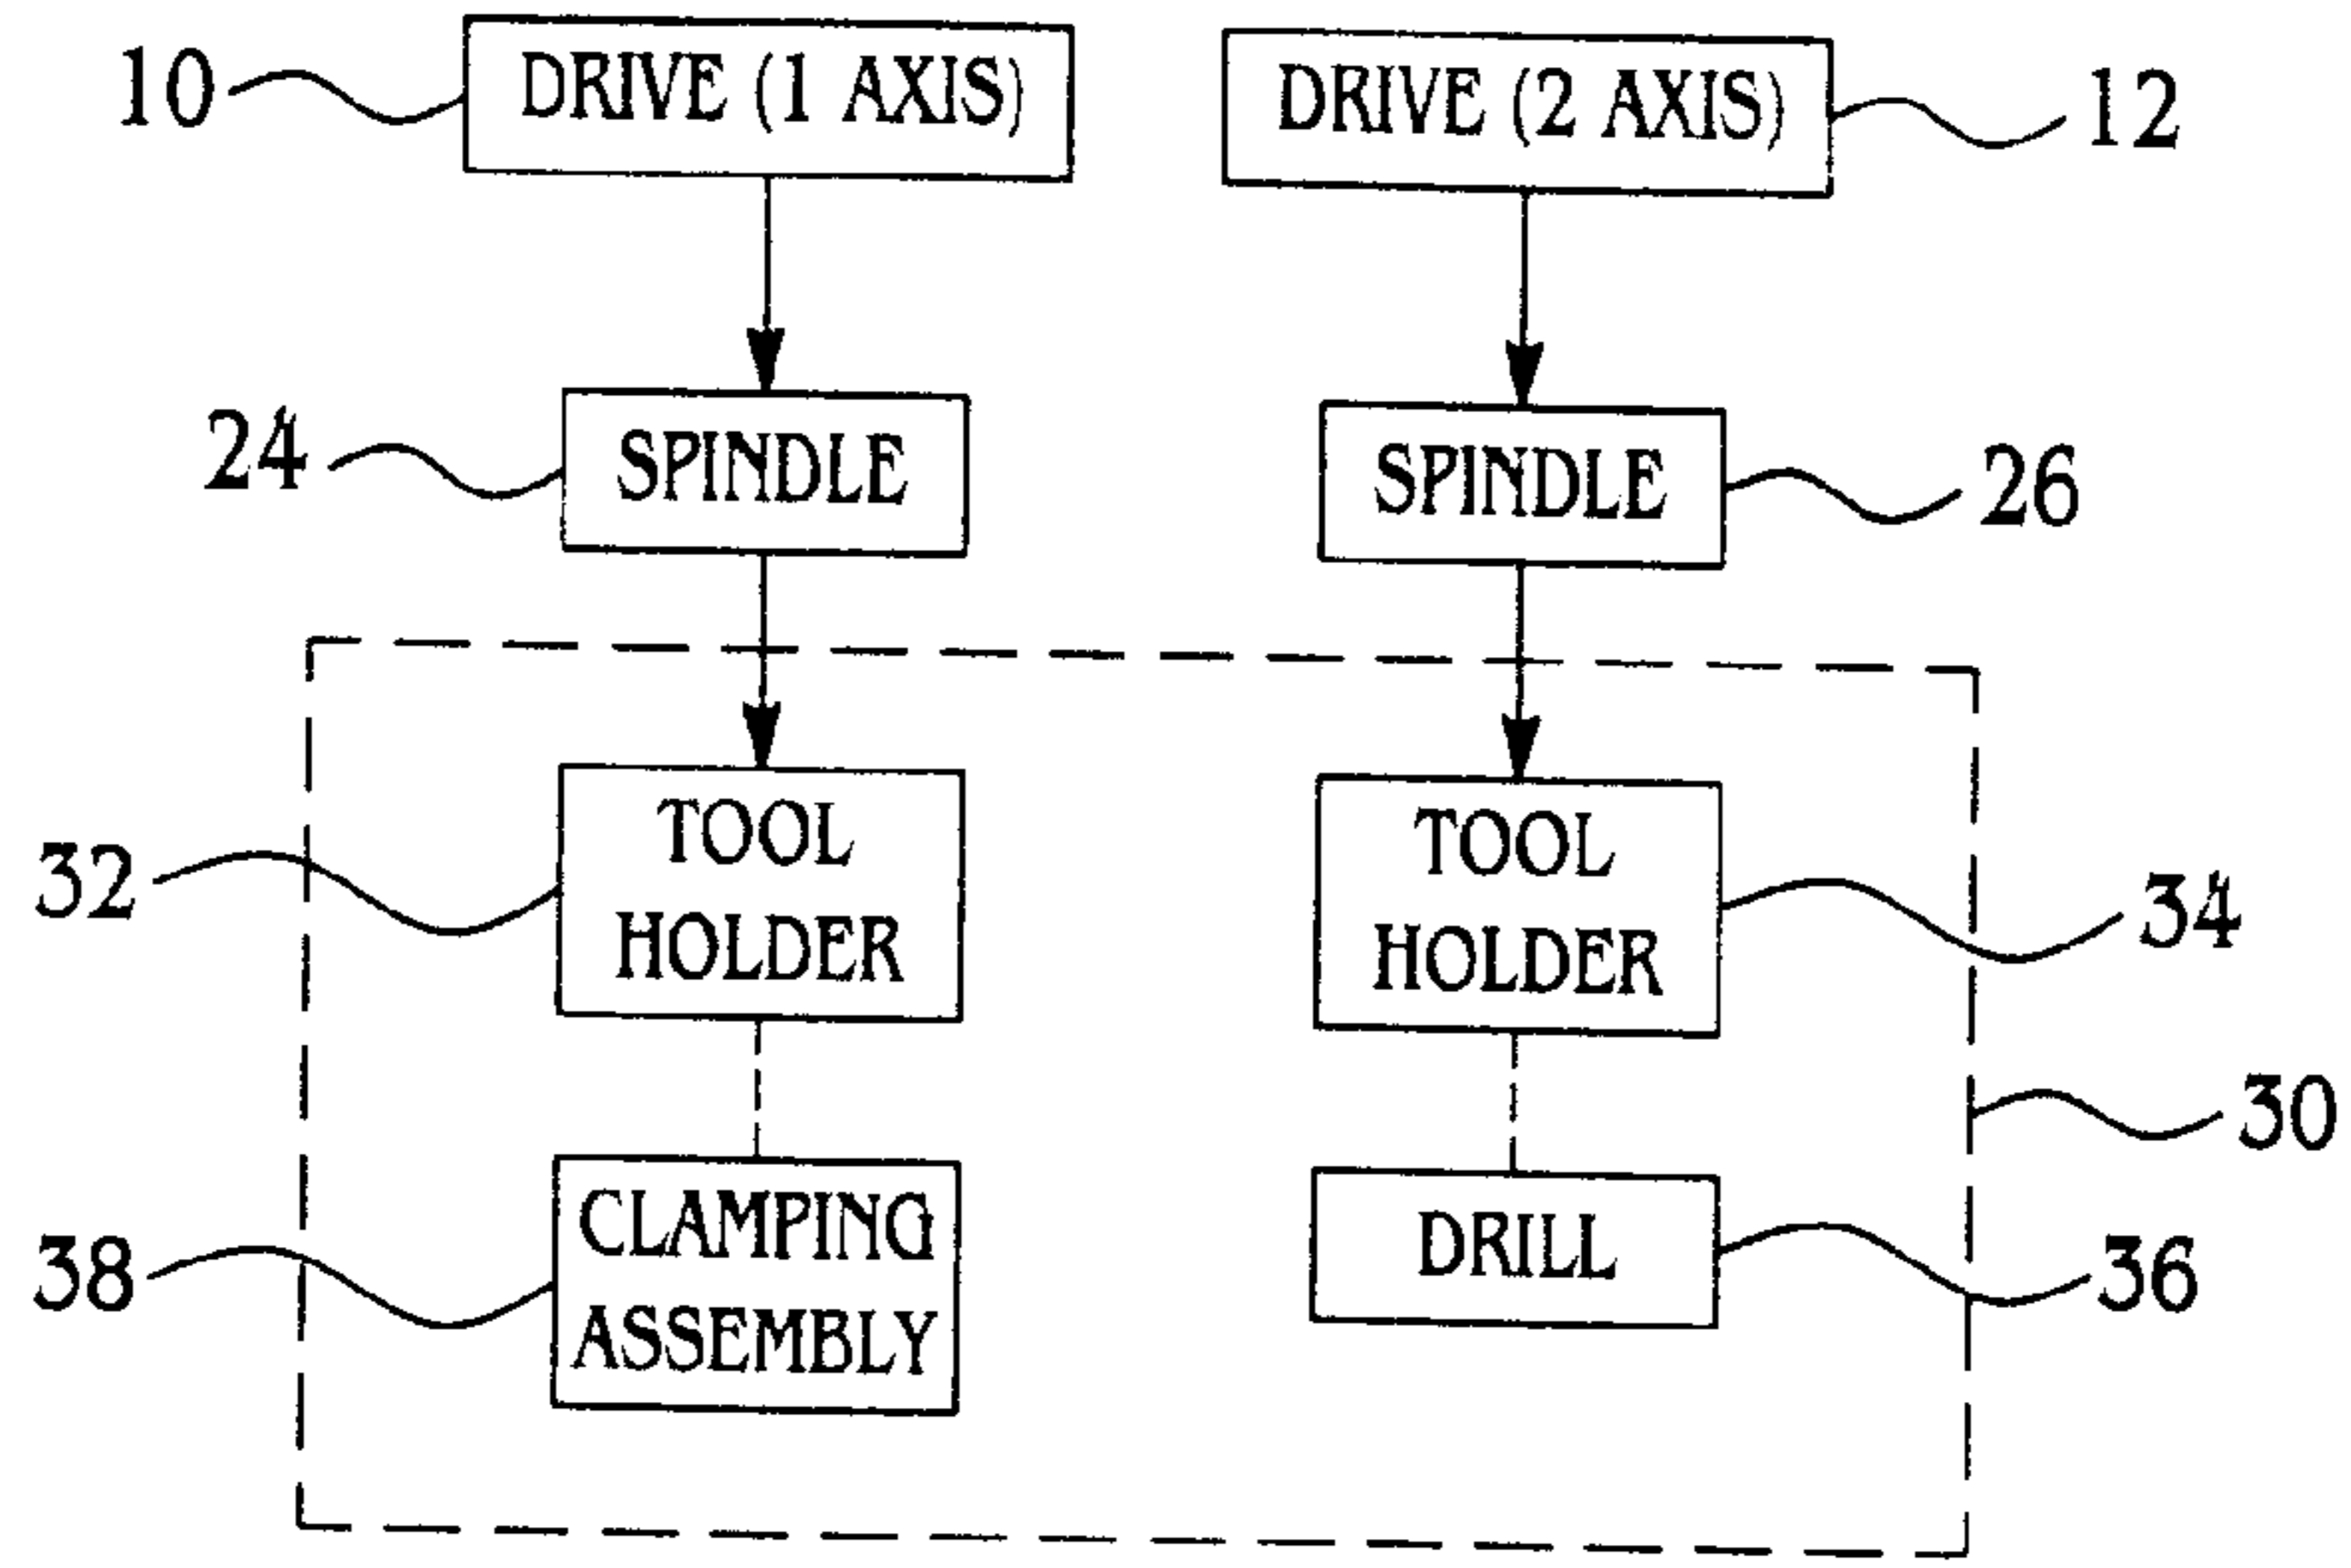 10
DRIVE (1 AXIS)
DRIVE (2 AXIS)
12
24
SPINDLE
SPINDLE
26
32
TOOL
HOLDER
TOOL
HOLDER
34
30
38
CLAMPING
ASSEMBLY
DRILL
36